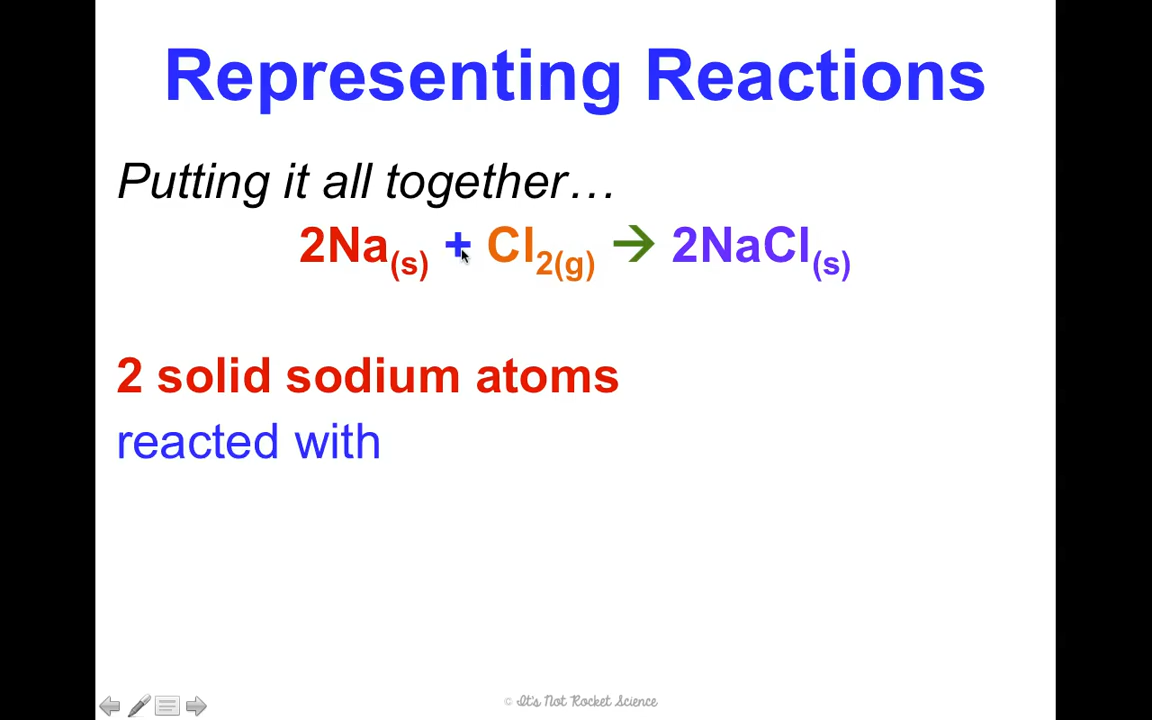 Representing Reactions
Putting it all together…
2Na(s) + Cl2(g) → 2NaCl(s)
2 solid sodium atoms
reacted with
© It's Not Rocket Science